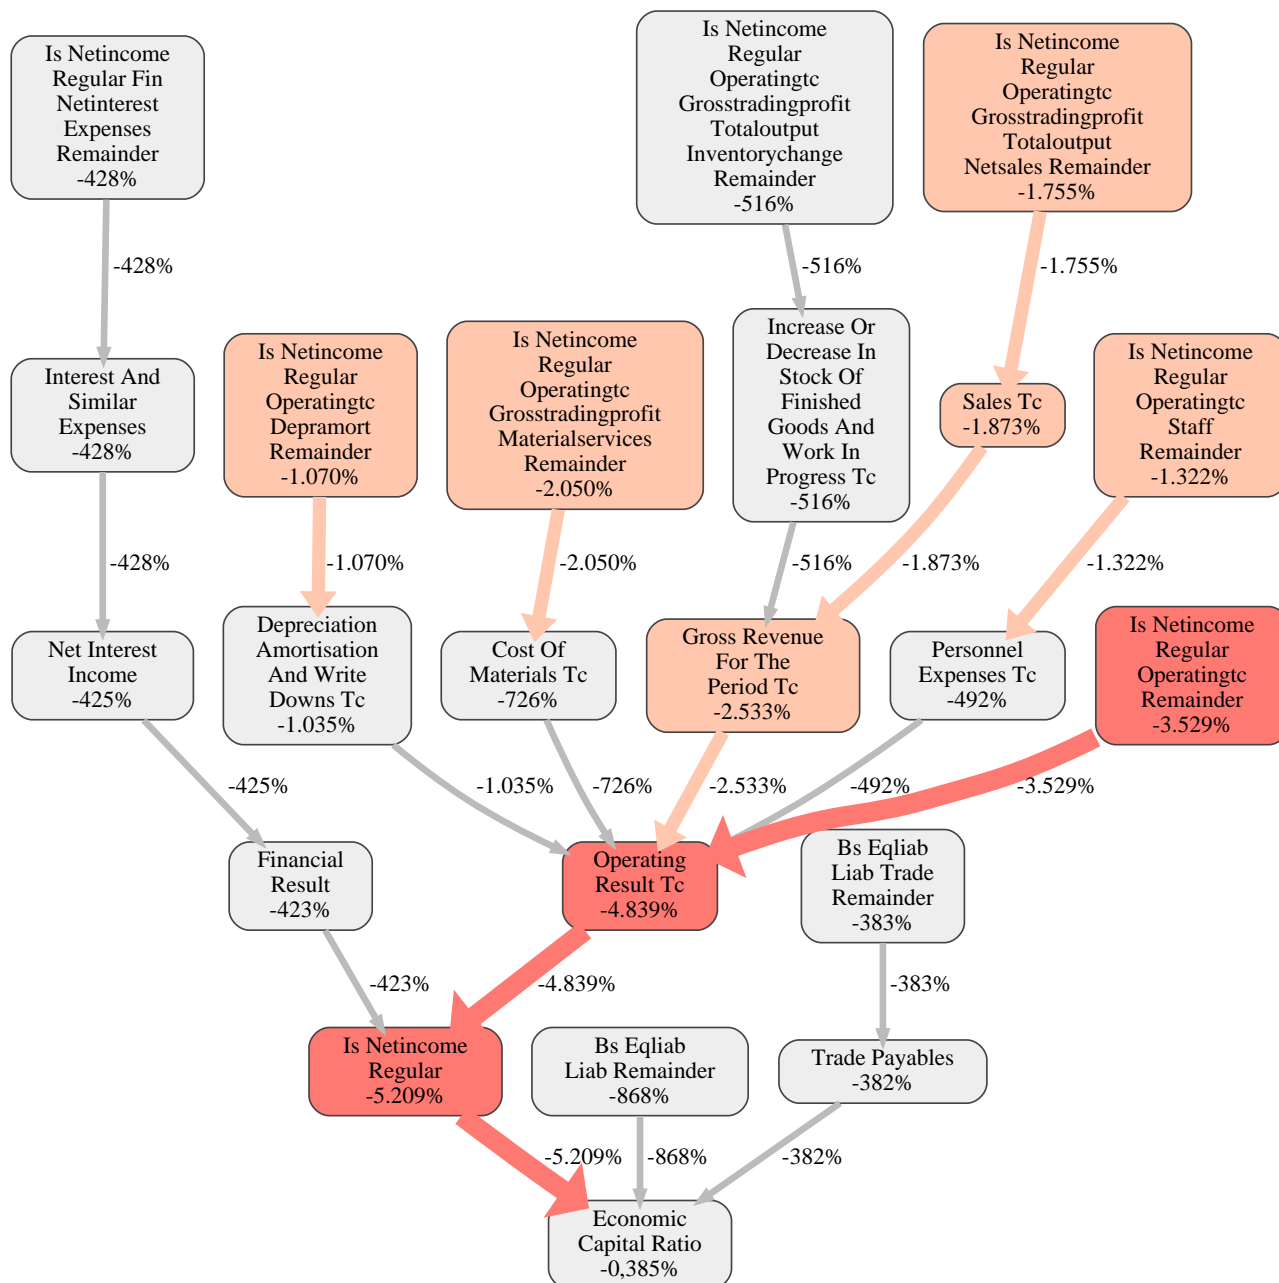 Is Netincome
Regular Fin
Netinterest
Expenses
Remainder
-428%
Is Netincome
Regular
Operatingtc
Grosstradingprofit
Totaloutput
Inventorychange
Remainder
-516%
Is Netincome
Regular
Operatingtc
Grosstradingprofit
Totaloutput
Netsales Remainder
-1.755%
-428%
-516%
-1.755%
Interest And
Similar
Expenses
-428%
Is Netincome
Regular
Operatingtc
Depramort
Remainder
-1.070%
Is Netincome
Regular
Operatingtc
Grosstradingprofit
Materialservices
Remainder
-2.050%
Increase Or
Decrease In
Stock Of
Finished
Goods And
Work In
Progress Tc
-516%
Sales Tc
-1.873%
Is Netincome
Regular
Operatingtc
Staff
Remainder
-1.322%
-428%
-1.070%
-2.050%
-516%
-1.873%
-1.322%
Net Interest
Income
-425%
Depreciation
Amortisation
And Write
Downs Tc
-1.035%
Cost Of
Materials Tc
-726%
Gross Revenue
For The
Period Tc
-2.533%
Personnel
Expenses Tc
-492%
Is Netincome
Regular
Operatingtc
Remainder
-3.529%
-425%
-1.035%
-726%
-2.533%
-492%
-3.529%
Financial
Result
-423%
Operating
Result Tc
-4.839%
Bs Eqliab
Liab Trade
Remainder
-383%
-423%
-4.839%
-383%
Is Netincome
Regular
-5.209%
Bs Eqliab
Liab Remainder
-868%
Trade Payables
-382%
-5.209%
-868%
-382%
Economic
Capital Ratio
-0,385%